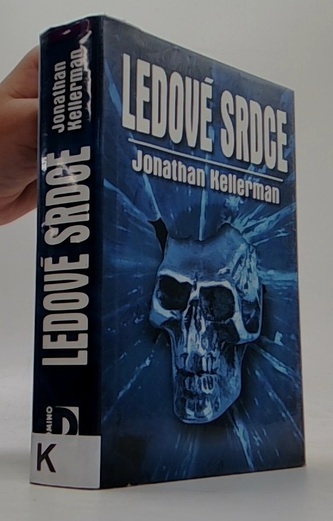 LEDOVÉ SRDCE
Jonathan Kellerman
LEDOVÉ SRDCE
Jonathan
Kellerman
D
K